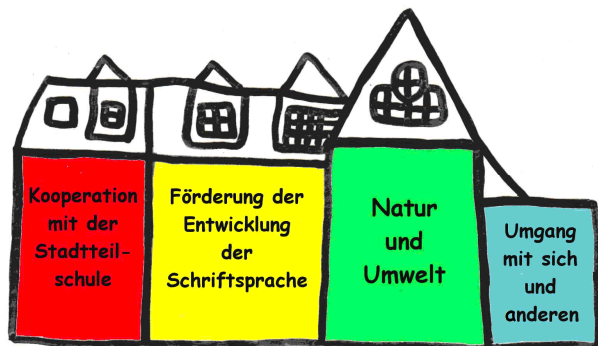 Kooperation
mit der
Stadtteil-
schule
Förderung der
Entwicklung
der
Schriftsprache
Natur
und
Umwelt
Umgang
mit sich
und
anderen